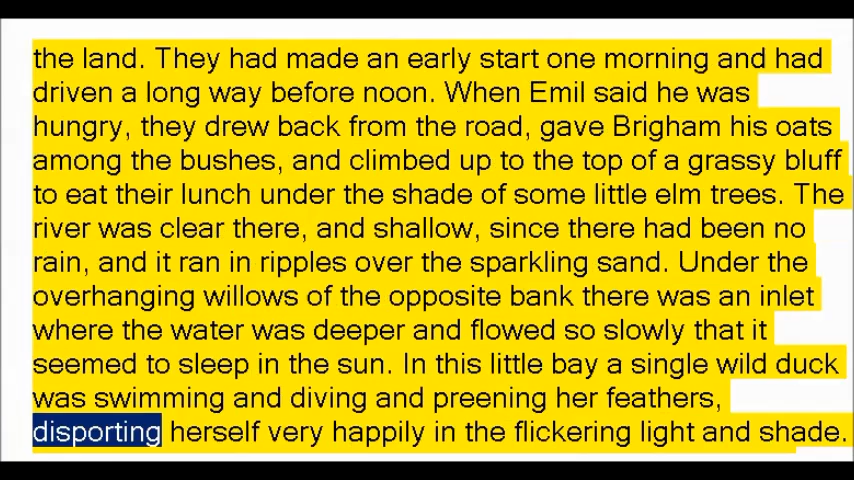 the land. They had made an early start one morning and had
driven a long way before noon. When Emil said he was
hungry, they drew back from the road, gave Brigham his oats
among the bushes, and climbed up to the top of a grassy bluff
to eat their lunch under the shade of some little elm trees. The
river was clear there, and shallow, since there had been no
rain, and it ran in ripples over the sparkling sand. Under the
overhanging willows of the opposite bank there was an inlet
where the water was deeper and flowed so slowly that it
seemed to sleep in the sun. In this little bay a single wild duck
was swimming and diving and preening her feathers,
disporting herself very happily in the flickering light and shade.